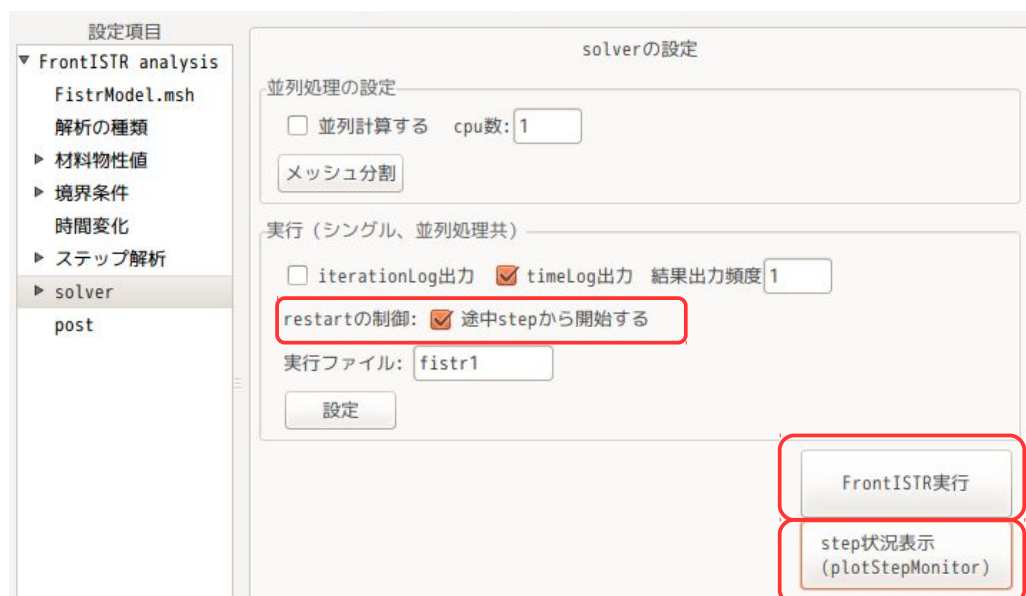 設定項目
FrontISTR analysis
FistrModel.msh
解析の種類
材料物性値
境界条件
時間変化
ステップ解析
solver
post
solverの設定
並列処理の設定
並列計算する cpu数: 1
メッシュ分割
実行（シングル、並列処理共）
iterationLog出力 timeLog出力 結果出力頻度 1
restartの制御: 途中stepから開始する
実行ファイル: fistr1
設定
FrontISTR実行
step状況表示
(plotStepMonitor)